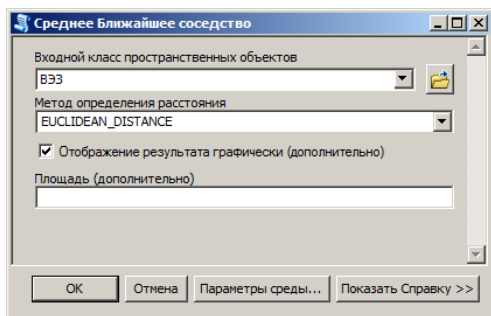 Среднее Ближайшее соседство
Входной класс пространственных объектов
ВЭЗ
Метод определения расстояния
EUCLIDEAN_DISTANCE
Отображение результата графически (дополнительно)
Площадь (дополнительно)
OK Отмена Параметры среды... Показать Справку >>